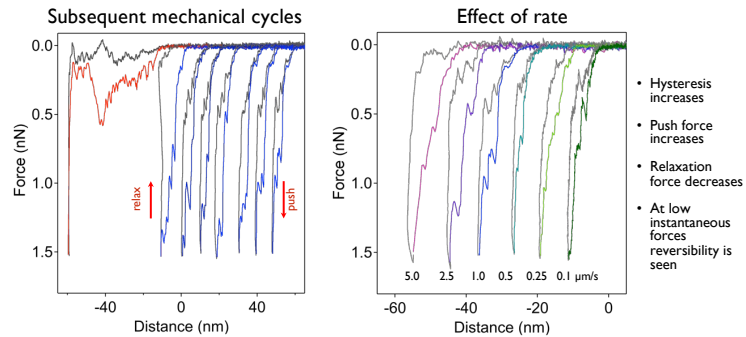 Subsequent mechanical cycles
Effect of rate
0.0
0.5
1.0
1.5
Force (nN)
relax
push
-40
0
40
Distance (nm)
0.0
0.5
1.0
1.5
Force (nN)
5.0 2.5 1.0 0.5 0.25 0.1 μm/s
-60
-40
-20
0
Distance (nm)
• Hysteresis
increases
• Push force
increases
• Relaxation
force decreases
• At low
instantaneous
forces
reversibility is
seen